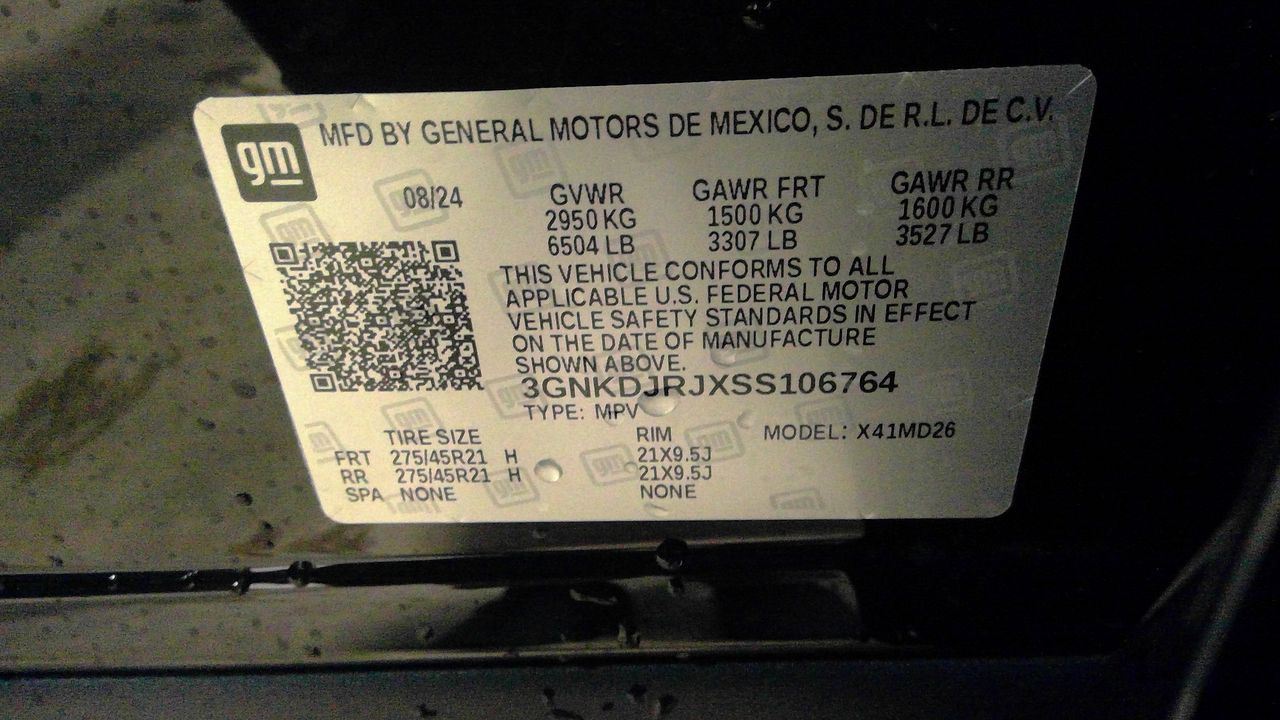 gm
MFD BY GENERAL MOTORS DE MEXICO, S. DE R.L. DE C.V.
08/24 GVWR GAWR FRT GAWR RR
2950 KG 1500 KG 1600 KG
6504 LB 3307 LB 3527 LB
THIS VEHICLE CONFORMS TO ALL
APPLICABLE U.S. FEDERAL MOTOR
VEHICLE SAFETY STANDARDS IN EFFECT
ON THE DATE OF MANUFACTURE
SHOWN ABOVE.
3GNKDJRJXSS106764
TYPE: MPV
TIRE SIZE RIM MODEL: X41MD26
FRT 275/45R21 H 21X9.5J
RR 275/45R21 H 21X9.5J
SPA NONE NONE